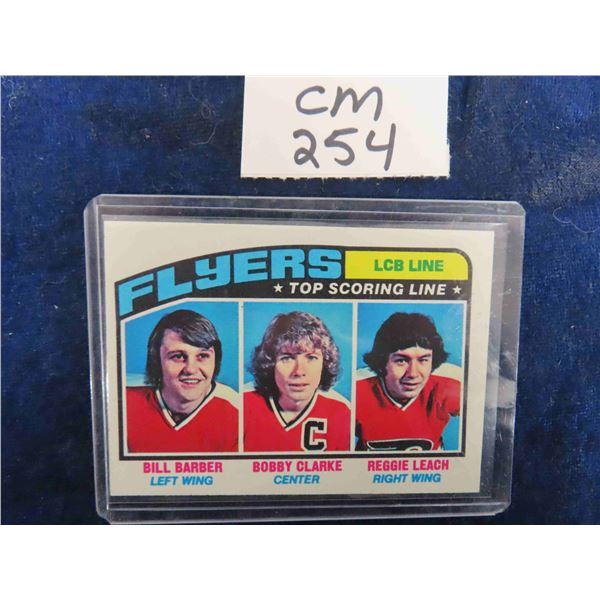 CM
254
FLYERS
LCB LINE
★ TOP SCORING LINE ★
C
BILL BARBER
LEFT WING
BOBBY CLARKE
CENTER
REGGIE LEACH
RIGHT WING